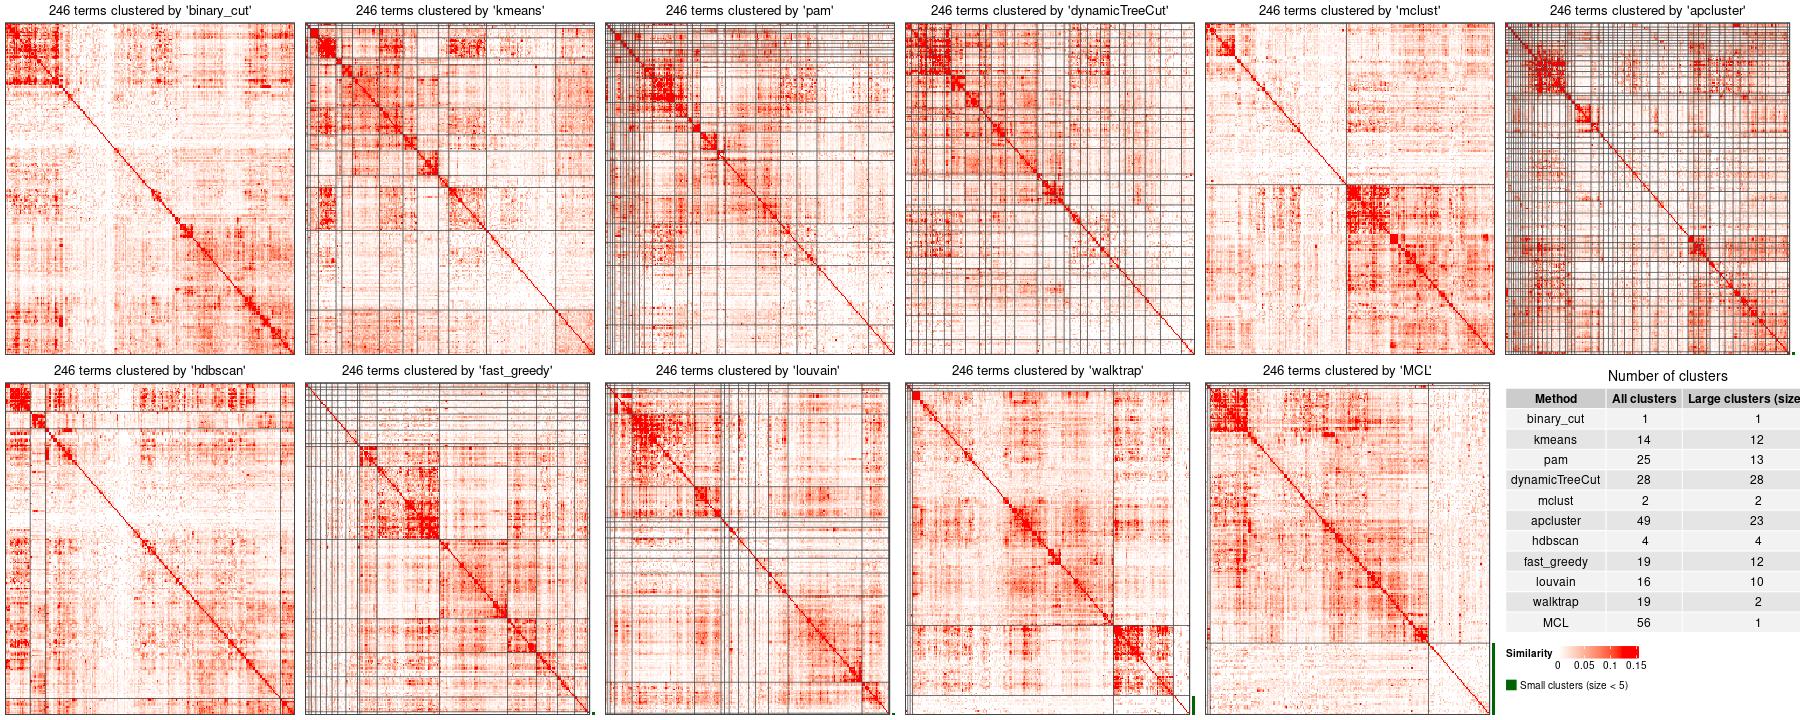 246 terms clustered by 'binary_cut'
246 terms clustered by 'kmeans'
246 terms clustered by 'pam'
246 terms clustered by 'dynamicTreeCut'
246 terms clustered by 'mclust'
246 terms clustered by 'apcluster'
246 terms clustered by 'hdbscan'
246 terms clustered by 'fast_greedy'
246 terms clustered by 'louvain'
246 terms clustered by 'walktrap'
246 terms clustered by 'MCL'
Number of clusters
Method All clusters Large clusters (size
binary_cut 1 1
kmeans 14 12
pam 25 13
dynamicTreeCut 28 28
mclust 2 2
apcluster 49 23
hdbscan 4 4
fast_greedy 19 12
louvain 16 10
walktrap 19 2
MCL 56 1
Similarity
0 0.05 0.1 0.15
Small clusters (size < 5)